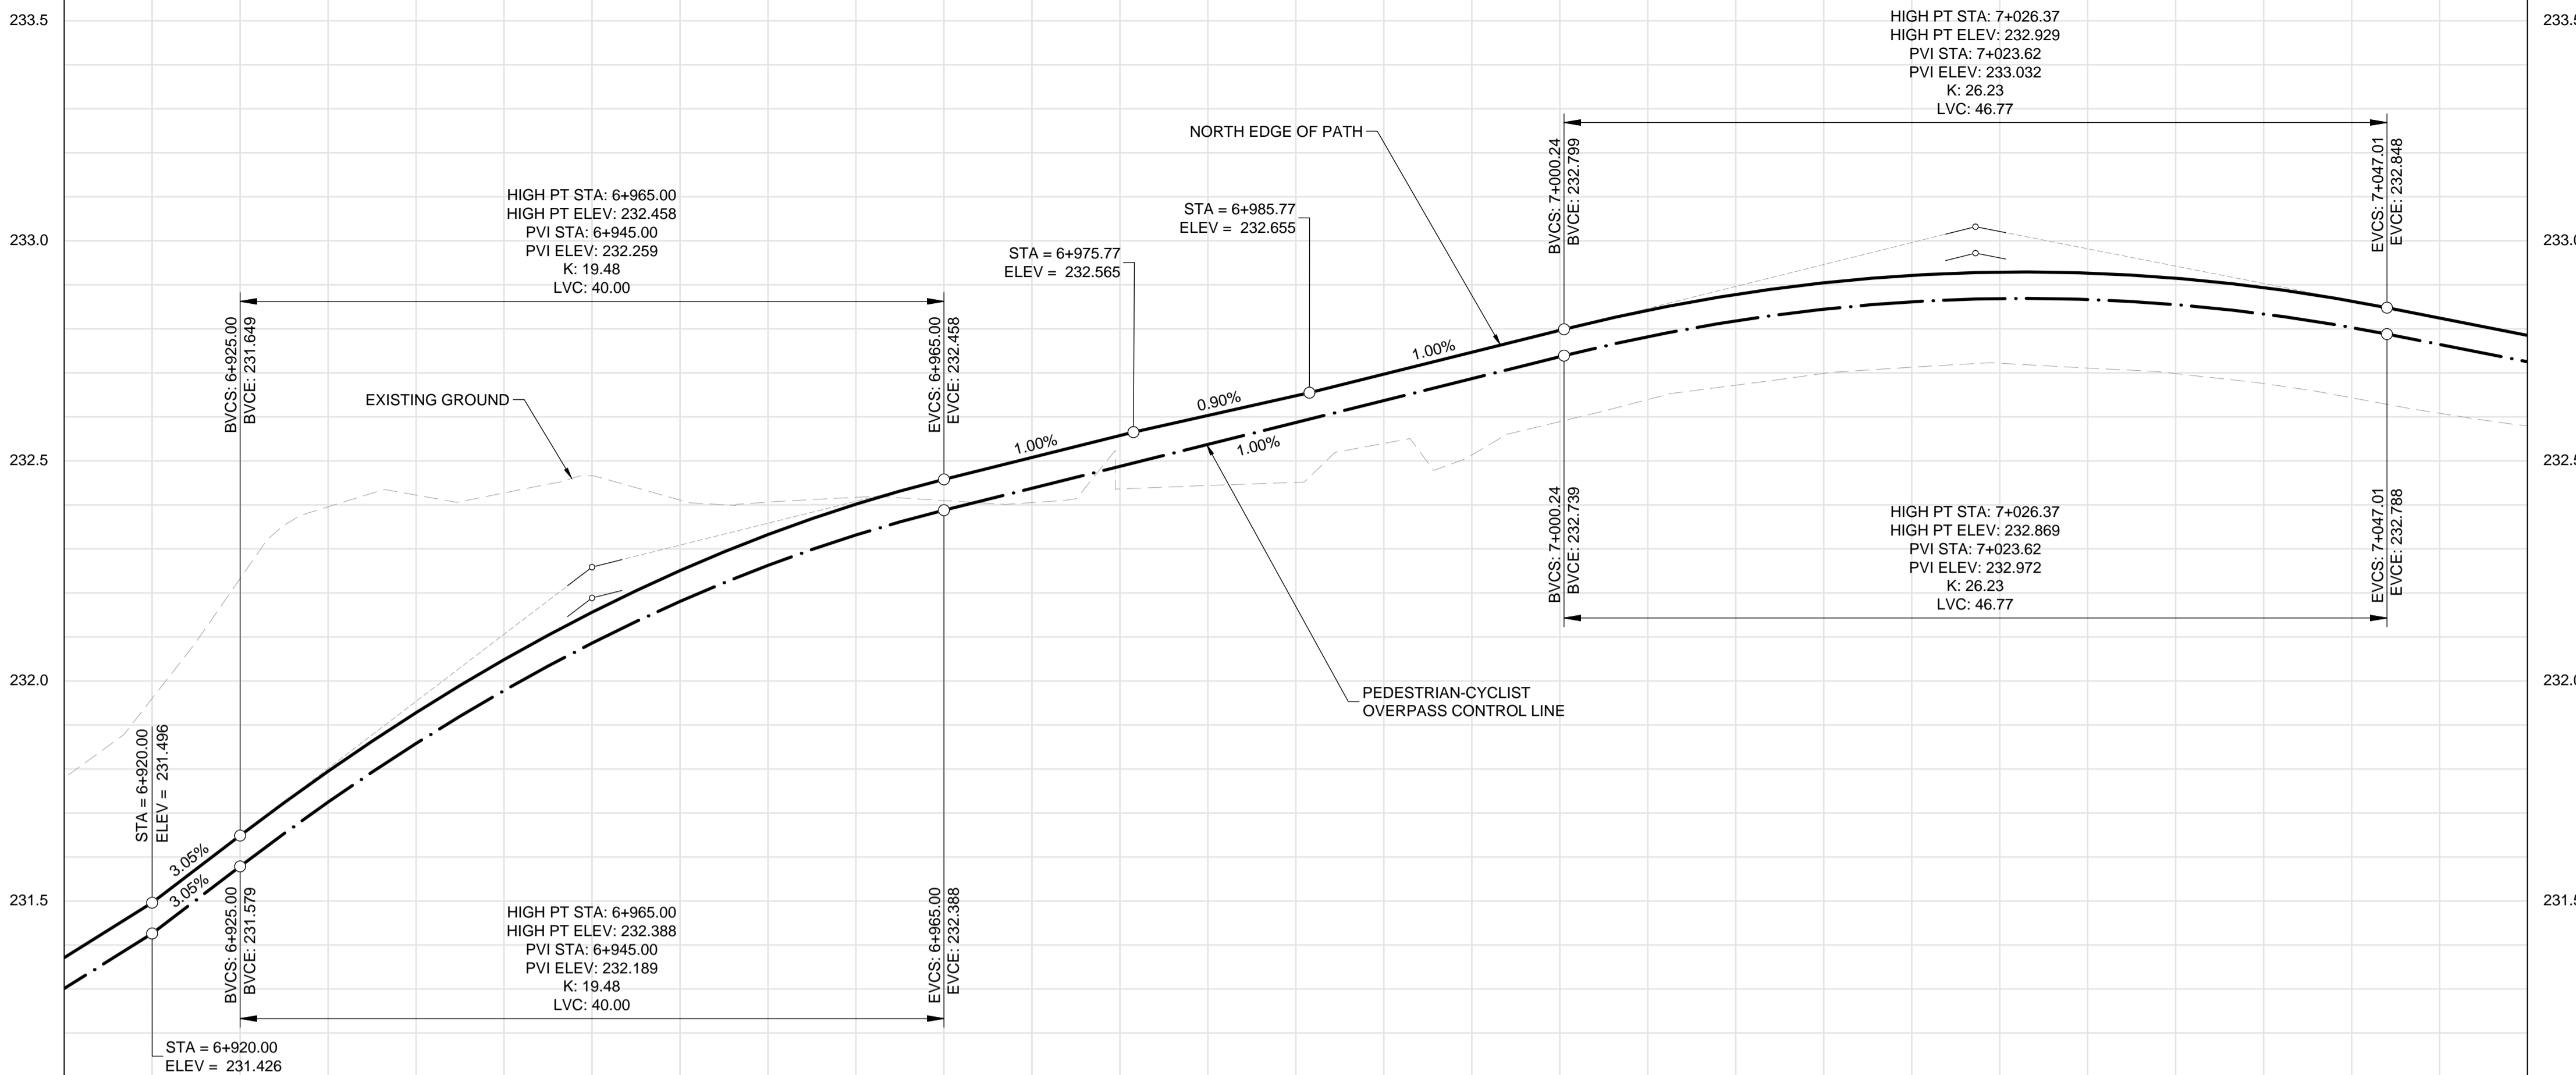 233.5
233.0
232.5
232.0
231.5
HIGH PT STA: 6+965.00
HIGH PT ELEV: 232.458
PVI STA: 6+945.00
PVI ELEV: 232.259
K: 19.48
LVC: 40.00
BVCS: 6+925.00
BVCE: 231.649
EVCS: 6+965.00
EVCE: 232.458
EXISTING GROUND
STA = 6+920.00
ELEV = 231.496
3.05%
3.05%
BVCS: 6+925.00
BVCE: 231.579
HIGH PT STA: 6+965.00
HIGH PT ELEV: 232.388
PVI STA: 6+945.00
PVI ELEV: 232.189
K: 19.48
LVC: 40.00
EVCS: 6+965.00
EVCE: 232.388
STA = 6+920.00
ELEV = 231.426
STA = 6+975.77
ELEV = 232.565
STA = 6+985.77
ELEV = 232.655
NORTH EDGE OF PATH
1.00%
0.90%
1.00%
1.00%
PEDESTRIAN-CYCLIST
OVERPASS CONTROL LINE
HIGH PT STA: 7+026.37
HIGH PT ELEV: 232.929
PVI STA: 7+023.62
PVI ELEV: 233.032
K: 26.23
LVC: 46.77
BVCS: 7+000.24
BVCE: 232.799
EVCS: 7+047.01
EVCE: 232.848
BVCS: 7+000.24
BVCE: 232.739
HIGH PT STA: 7+026.37
HIGH PT ELEV: 232.869
PVI STA: 7+023.62
PVI ELEV: 232.972
K: 26.23
LVC: 46.77
EVCS: 7+047.01
EVCE: 232.788
233.5
233.0
232.5
232.0
231.5